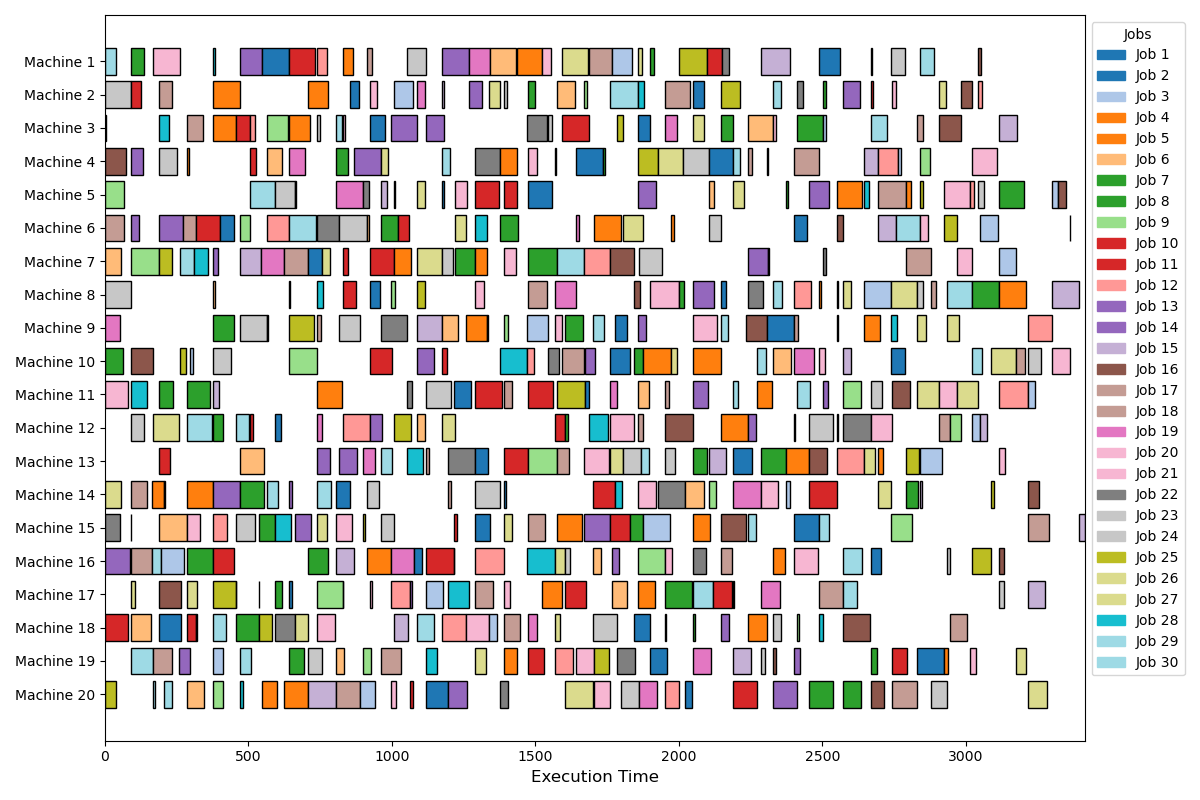 Machine 1
Machine 2
Machine 3
Machine 4
Machine 5
Machine 6
Machine 7
Machine 8
Machine 9
Machine 10
Machine 11
Machine 12
Machine 13
Machine 14
Machine 15
Machine 16
Machine 17
Machine 18
Machine 19
Machine 20
0 500 1000 1500 2000 2500 3000
Execution Time
Jobs
Job 1
Job 2
Job 3
Job 4
Job 5
Job 6
Job 7
Job 8
Job 9
Job 10
Job 11
Job 12
Job 13
Job 14
Job 15
Job 16
Job 17
Job 18
Job 19
Job 20
Job 21
Job 22
Job 23
Job 24
Job 25
Job 26
Job 27
Job 28
Job 29
Job 30